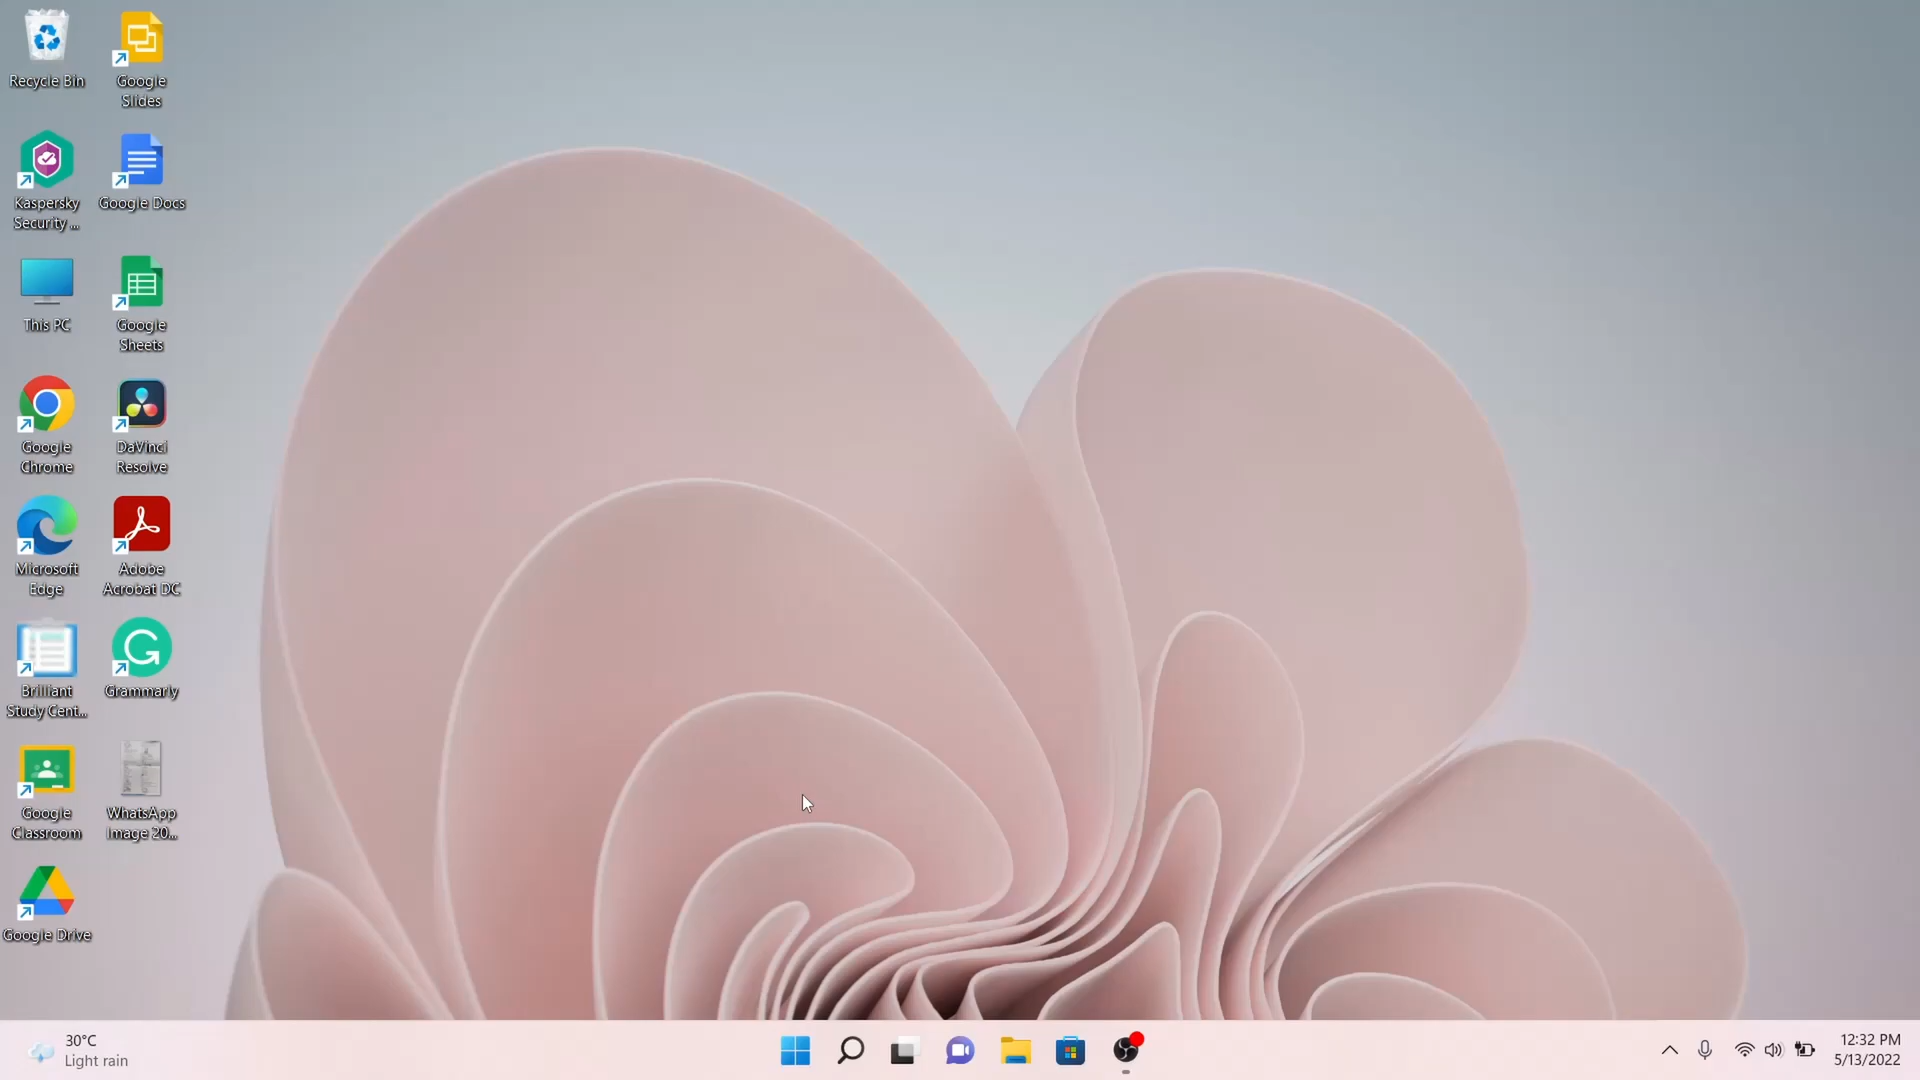 Recycle Bin
Google
Slides
Kaspersky
Security ...
Google Docs
This PC
Google
Sheets
Google
Chrome
DaVinci
Resolve
Microsoft
Edge
Adobe
Acrobat DC
Brilliant
Study Cent...
Grammarly
Google
Classroom
WhatsApp
Image 20...
Google Drive
30°C
Light rain
12:32 PM
5/13/2022